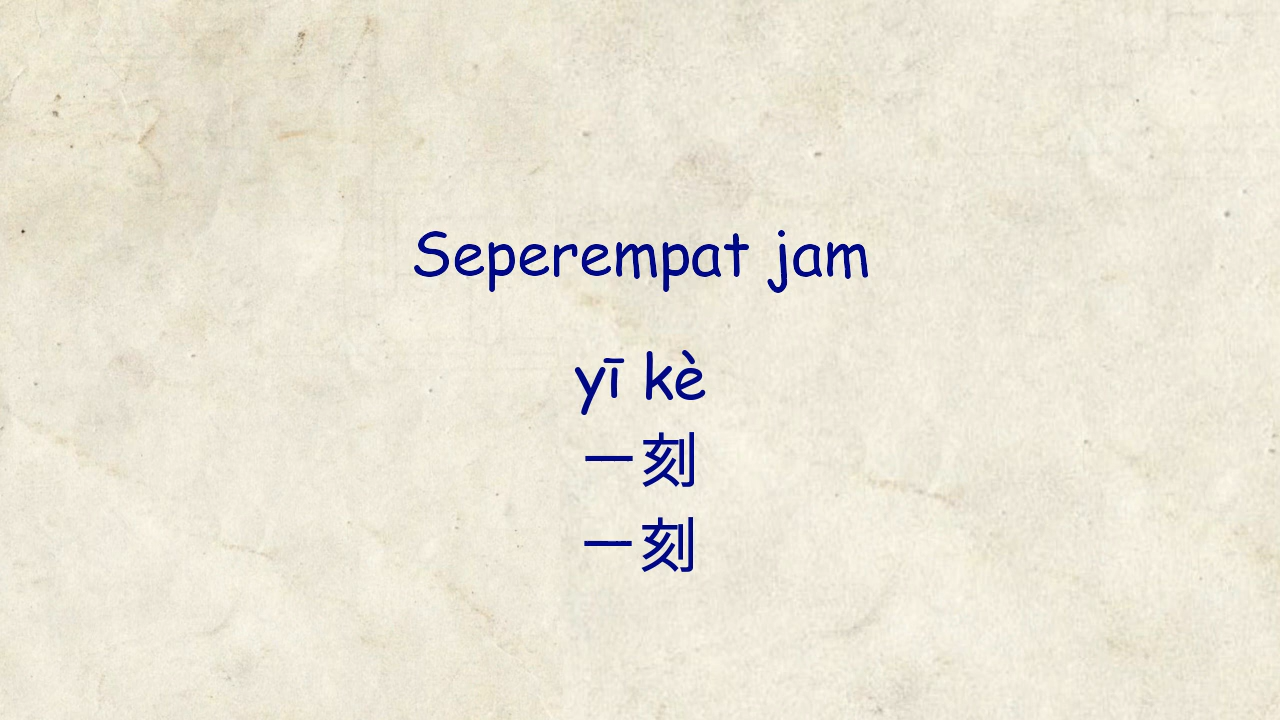 Seperempat jam
yī kè
一刻
一刻